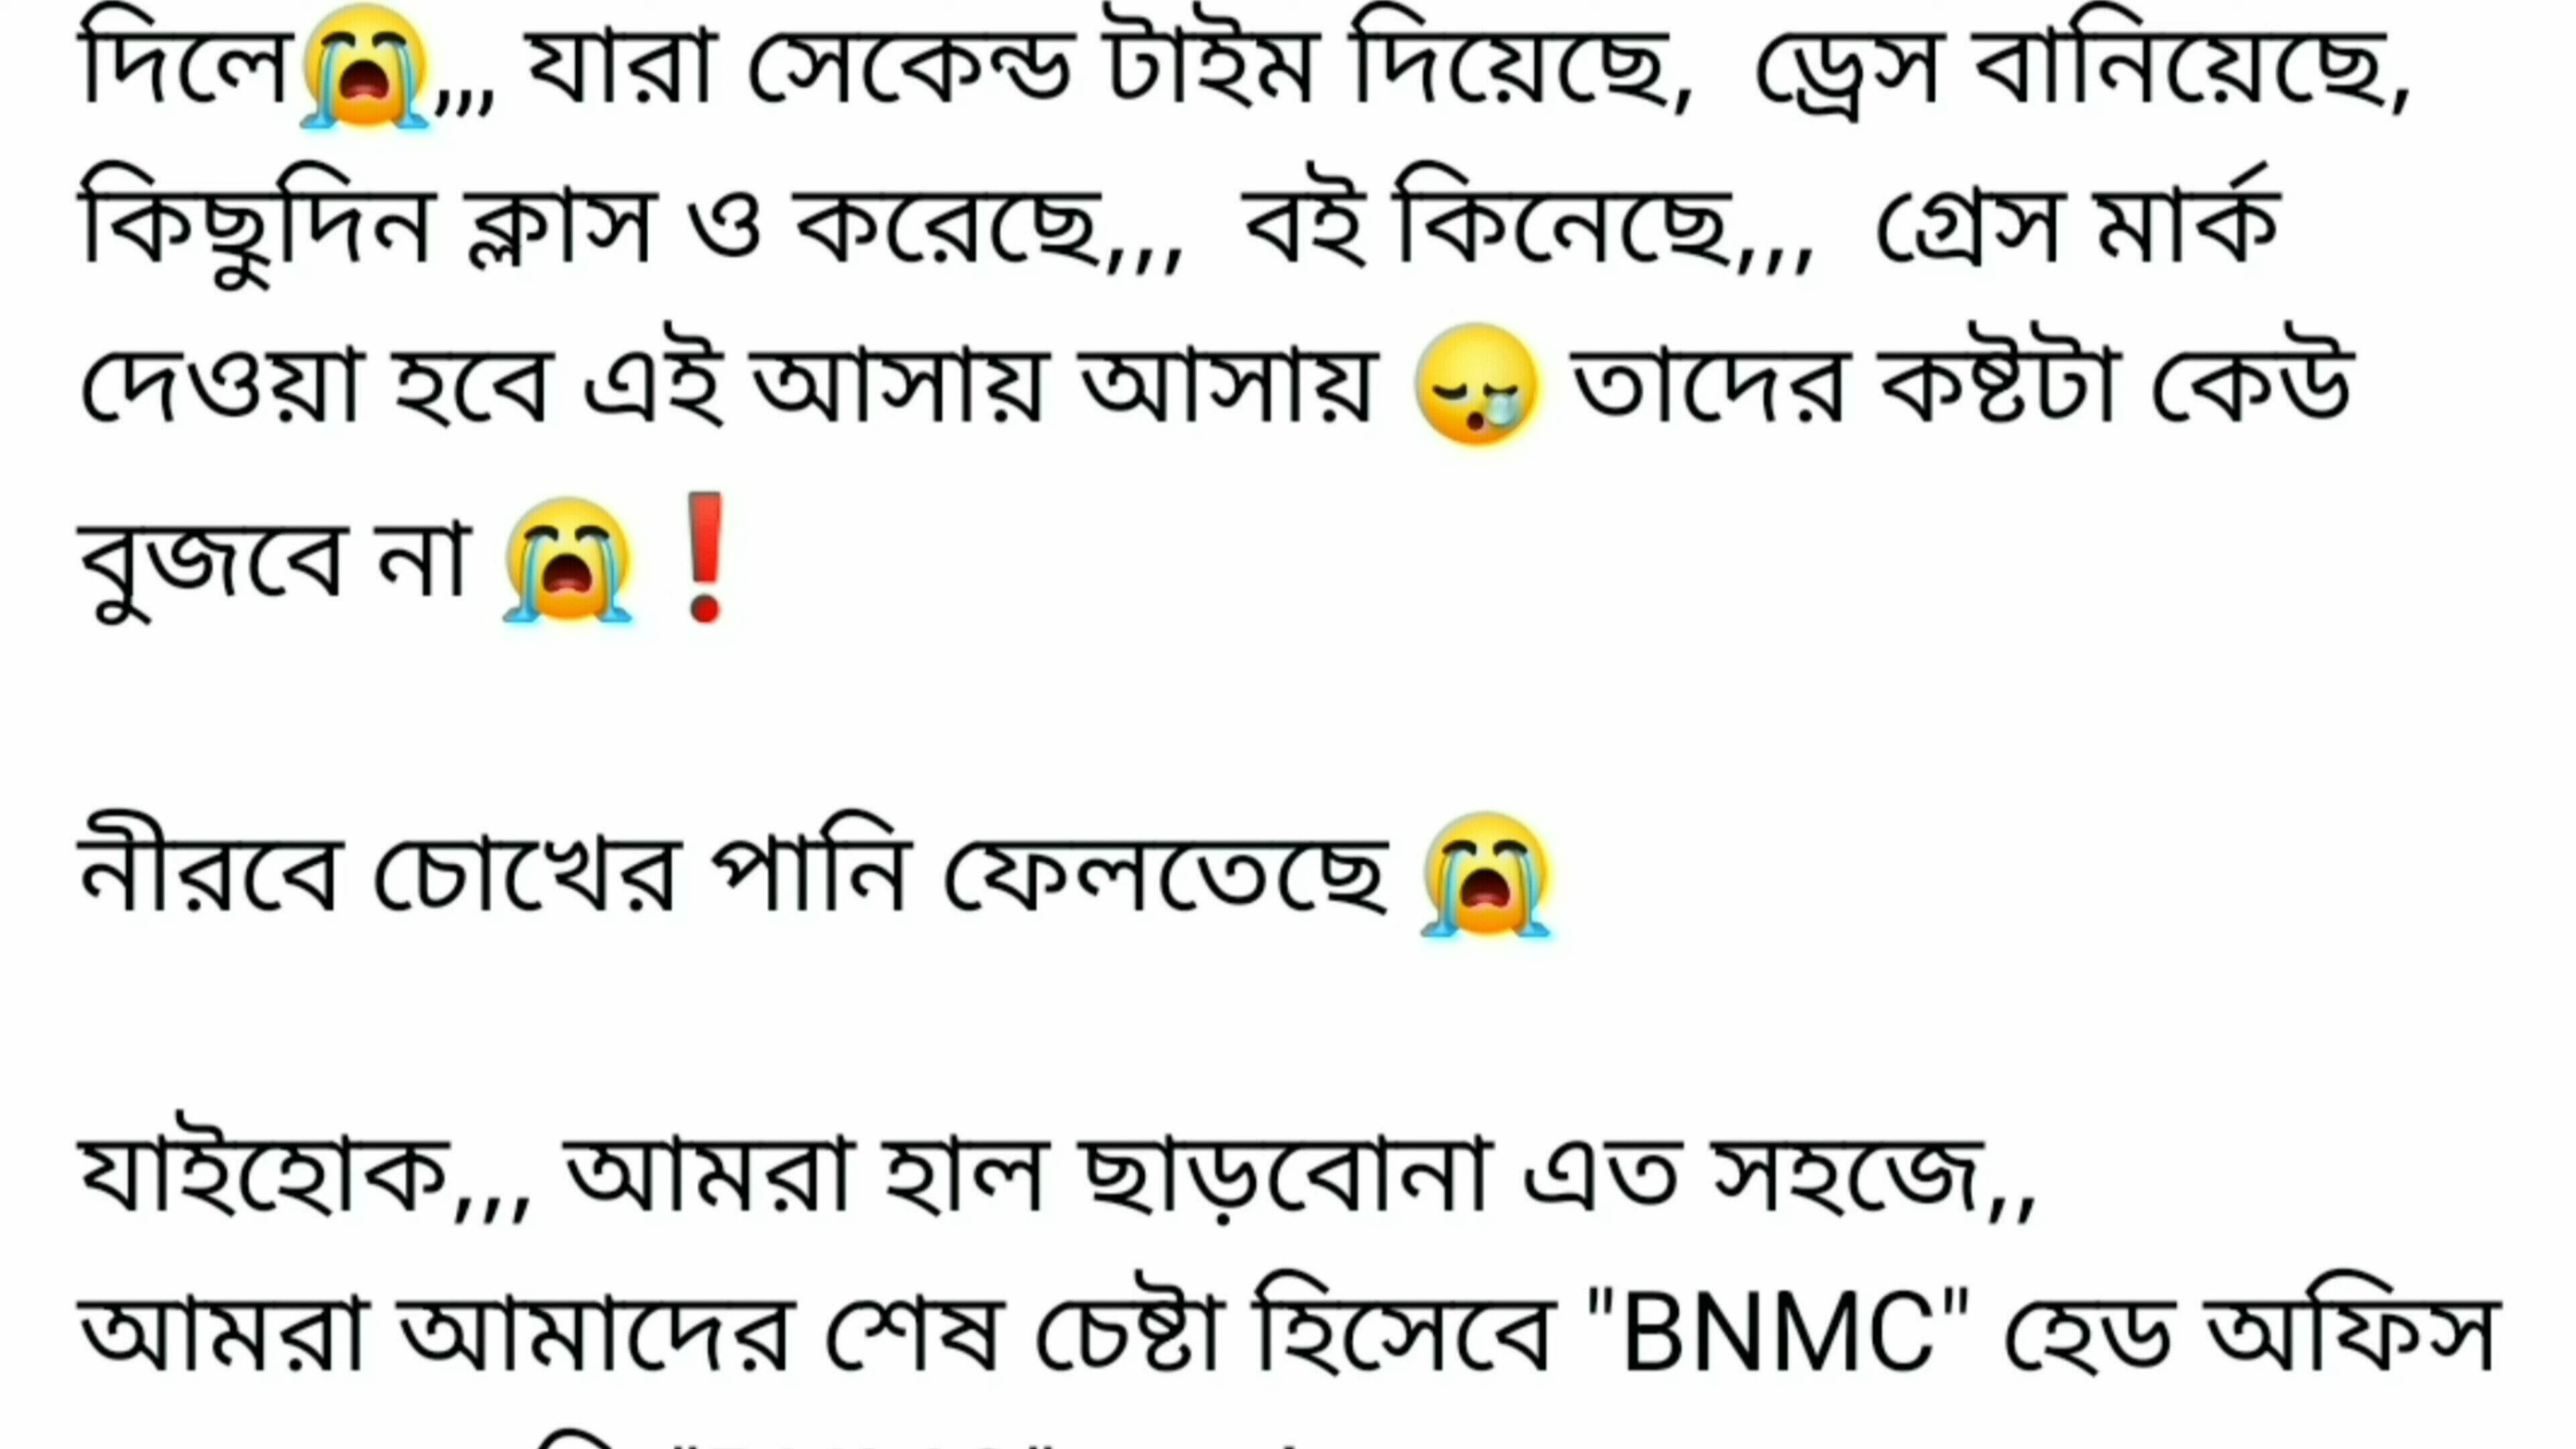 দিলে😭,,, যারা সেকেন্ড টাইম দিয়েছে, ড্রেস বানিয়েছে,
কিছুদিন ক্লাস ও করেছে,,, বই কিনেছে,,, গ্রেস মার্ক
দেওয়া হবে এই আসায় আসায় 😪 তাদের কষ্টটা কেউ
বুজবে না 😭❗
নীরবে চোখের পানি ফেলতেছে 😭
যাইহোক,,, আমরা হাল ছাড়বোনা এত সহজে,,
আমরা আমাদের শেষ চেষ্টা হিসেবে "BNMC" হেড অফিস